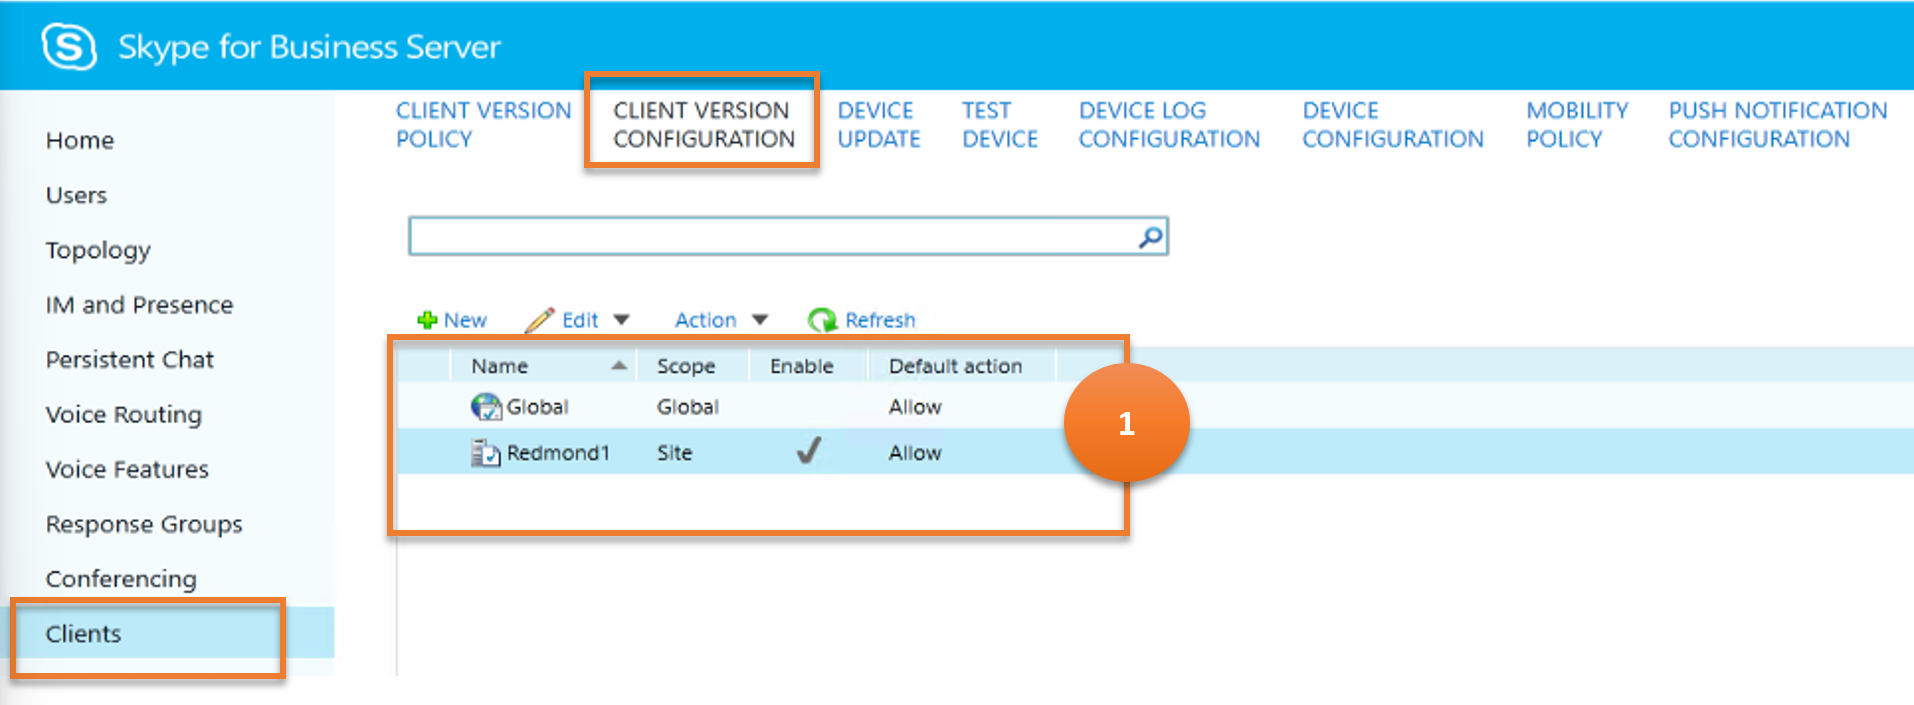 S Skype for Business Server
CLIENT VERSION POLICY
CLIENT VERSION CONFIGURATION
DEVICE UPDATE
TEST DEVICE
DEVICE LOG CONFIGURATION
DEVICE CONFIGURATION
MOBILITY POLICY
PUSH NOTIFICATION CONFIGURATION
Home
Users
Topology
IM and Presence
Persistent Chat
Voice Routing
Voice Features
Response Groups
Conferencing
Clients
New Edit Action Refresh
Name Scope Enable Default action
Global Global Allow
Redmond1 Site Allow
1